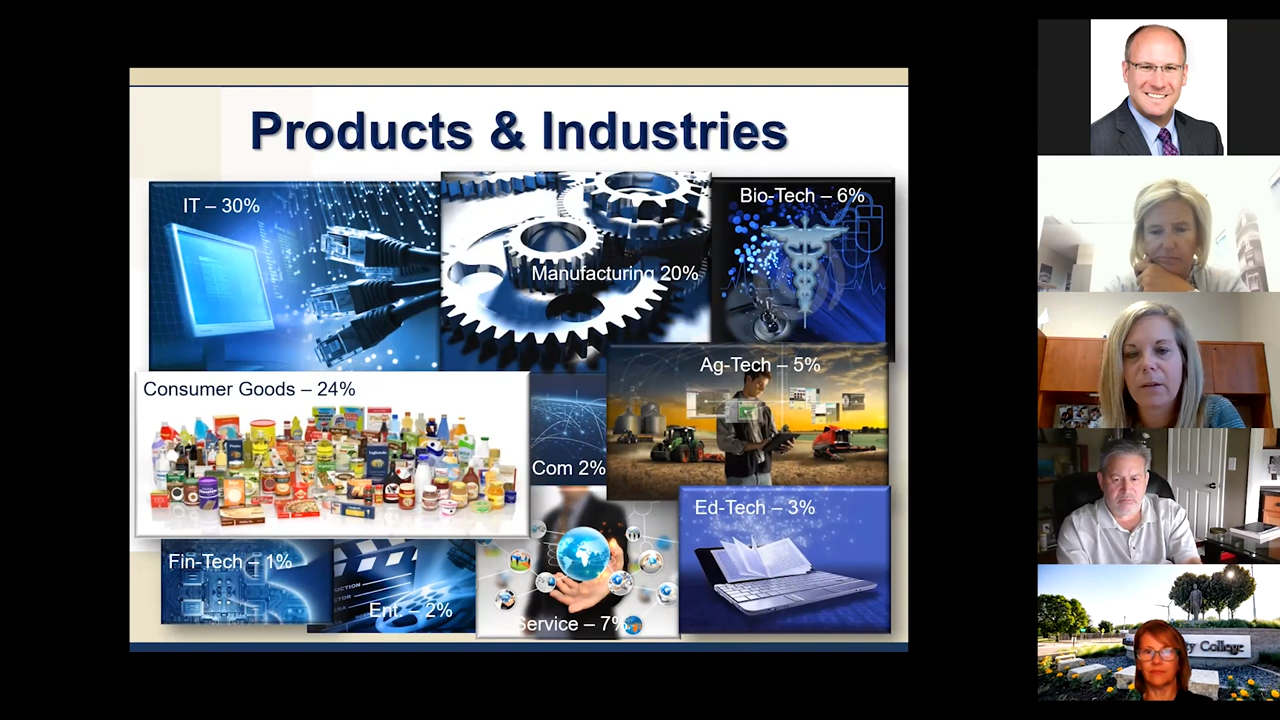 Products & Industries
IT – 30%
Manufacturing 20%
Bio-Tech – 6%
Consumer Goods – 24%
Com 2%
Ag-Tech – 5%
Fin-Tech – 1%
Ent – 2%
Service – 7%
Ed-Tech – 3%
College